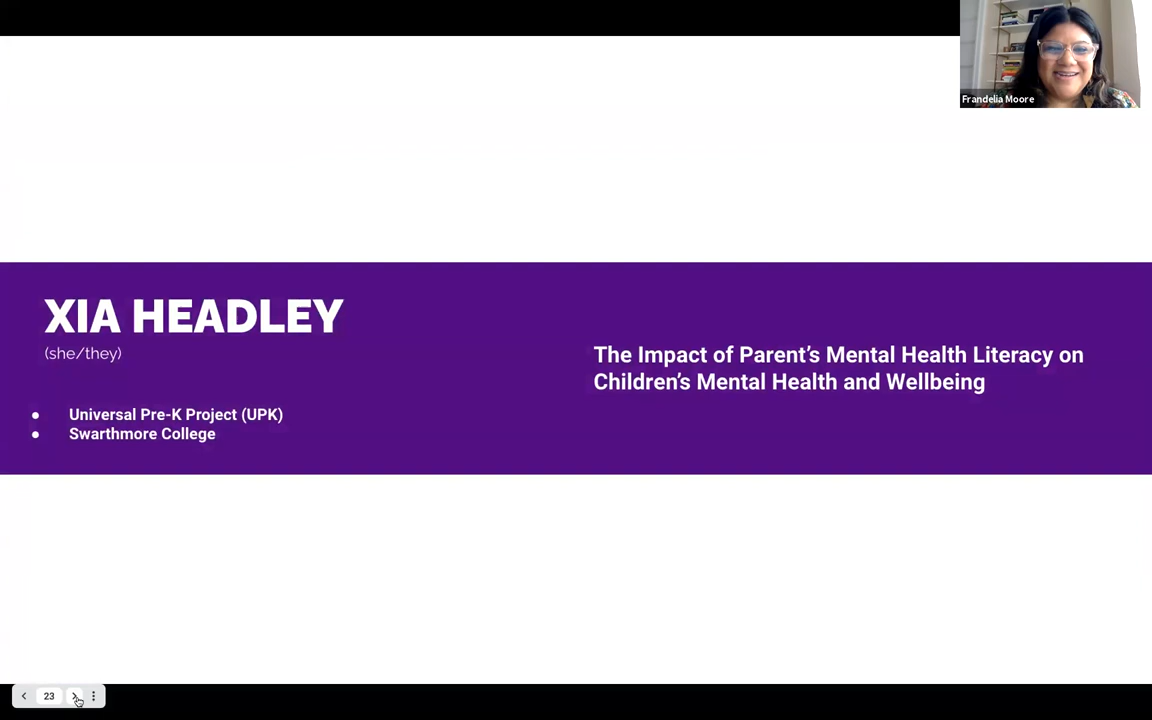 Frandelia Moore
XIA HEADLEY
(she/they)
The Impact of Parent's Mental Health Literacy on
Children's Mental Health and Wellbeing
● Universal Pre-K Project (UPK)
● Swarthmore College
23